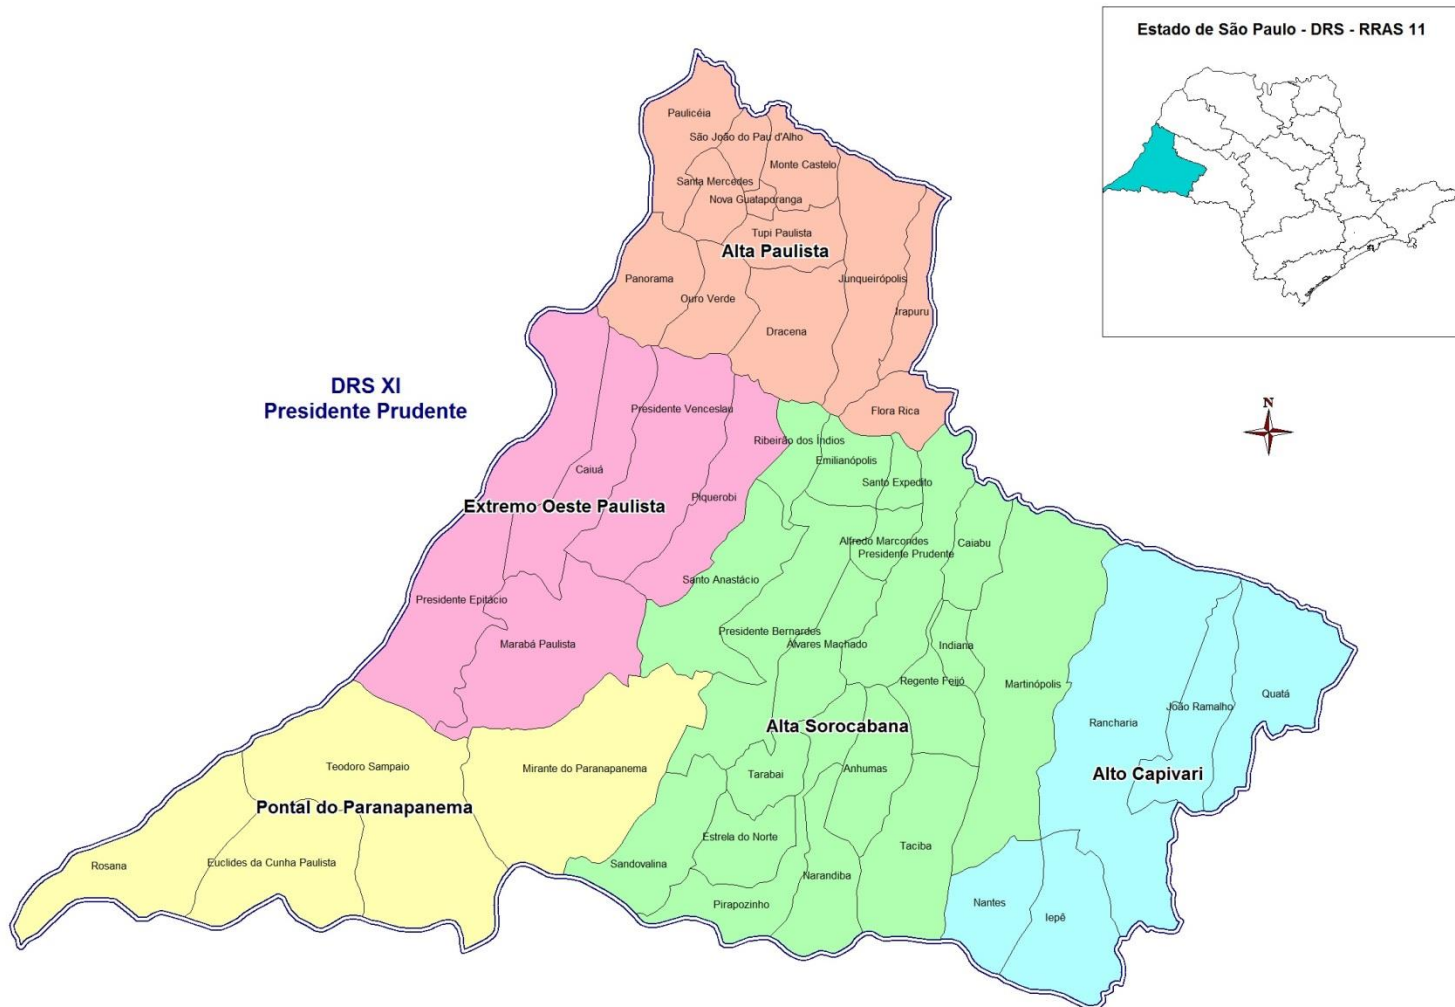 Estado de São Paulo - DRS - RRAS 11
Paulicéia
São João do Pau d'Alho
Monte Castelo
Santa Mercedes
Nova Guataporanga
Tupi Paulista
Alta Paulista
Panorama
Junqueirópolis
Ouro Verde
Irapuru
Dracena
DRS XI
Presidente Prudente
N
Presidente Venceslau
Flora Rica
Ribeirão dos Índios
Emilianópolis
Caiuá
Santo Expedito
Piquerobi
Extremo Oeste Paulista
Alfredo Marcondes
Caiabu
Presidente Prudente
Santo Anastácio
Presidente Epitácio
Presidente Bernardes
Marabá Paulista
Álvares Machado
Indiana
Regente Feijó
Martinópolis
Quatá
João Ramalho
Rancharia
Alta Sorocabana
Teodoro Sampaio
Mirante do Paranapanema
Anhumas
Tarabai
Alto Capivari
Pontal do Paranapanema
Estrela do Norte
Taciba
Rosana
Euclides da Cunha Paulista
Sandovalina
Narandiba
Nantes
Pirapozinho
Iepê